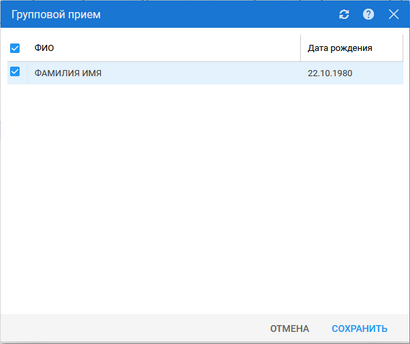 Групповой прием
ФИО Дата рождения
ФАМИЛИЯ ИМЯ 22.10.1980
ОТМЕНА СОХРАНИТЬ